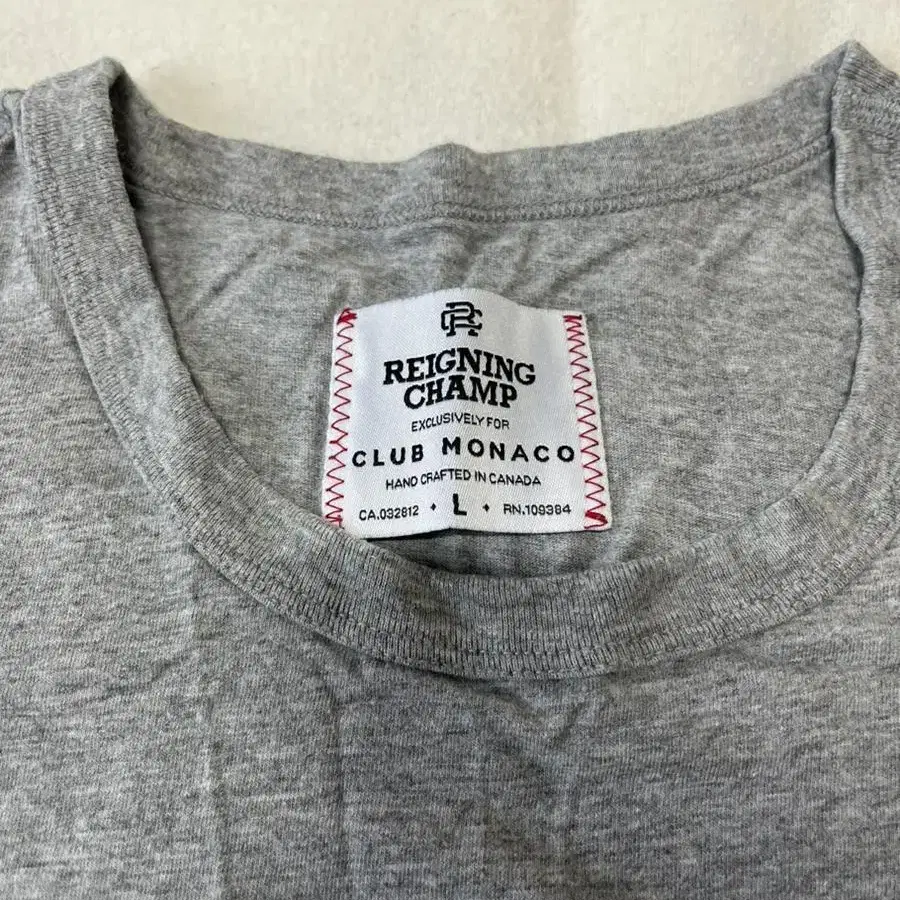 RC
REIGNING
CHAMP
EXCLUSIVELY FOR
CLUB MONACO
HAND CRAFTED IN CANADA
CA.032812 • L • RN.109384